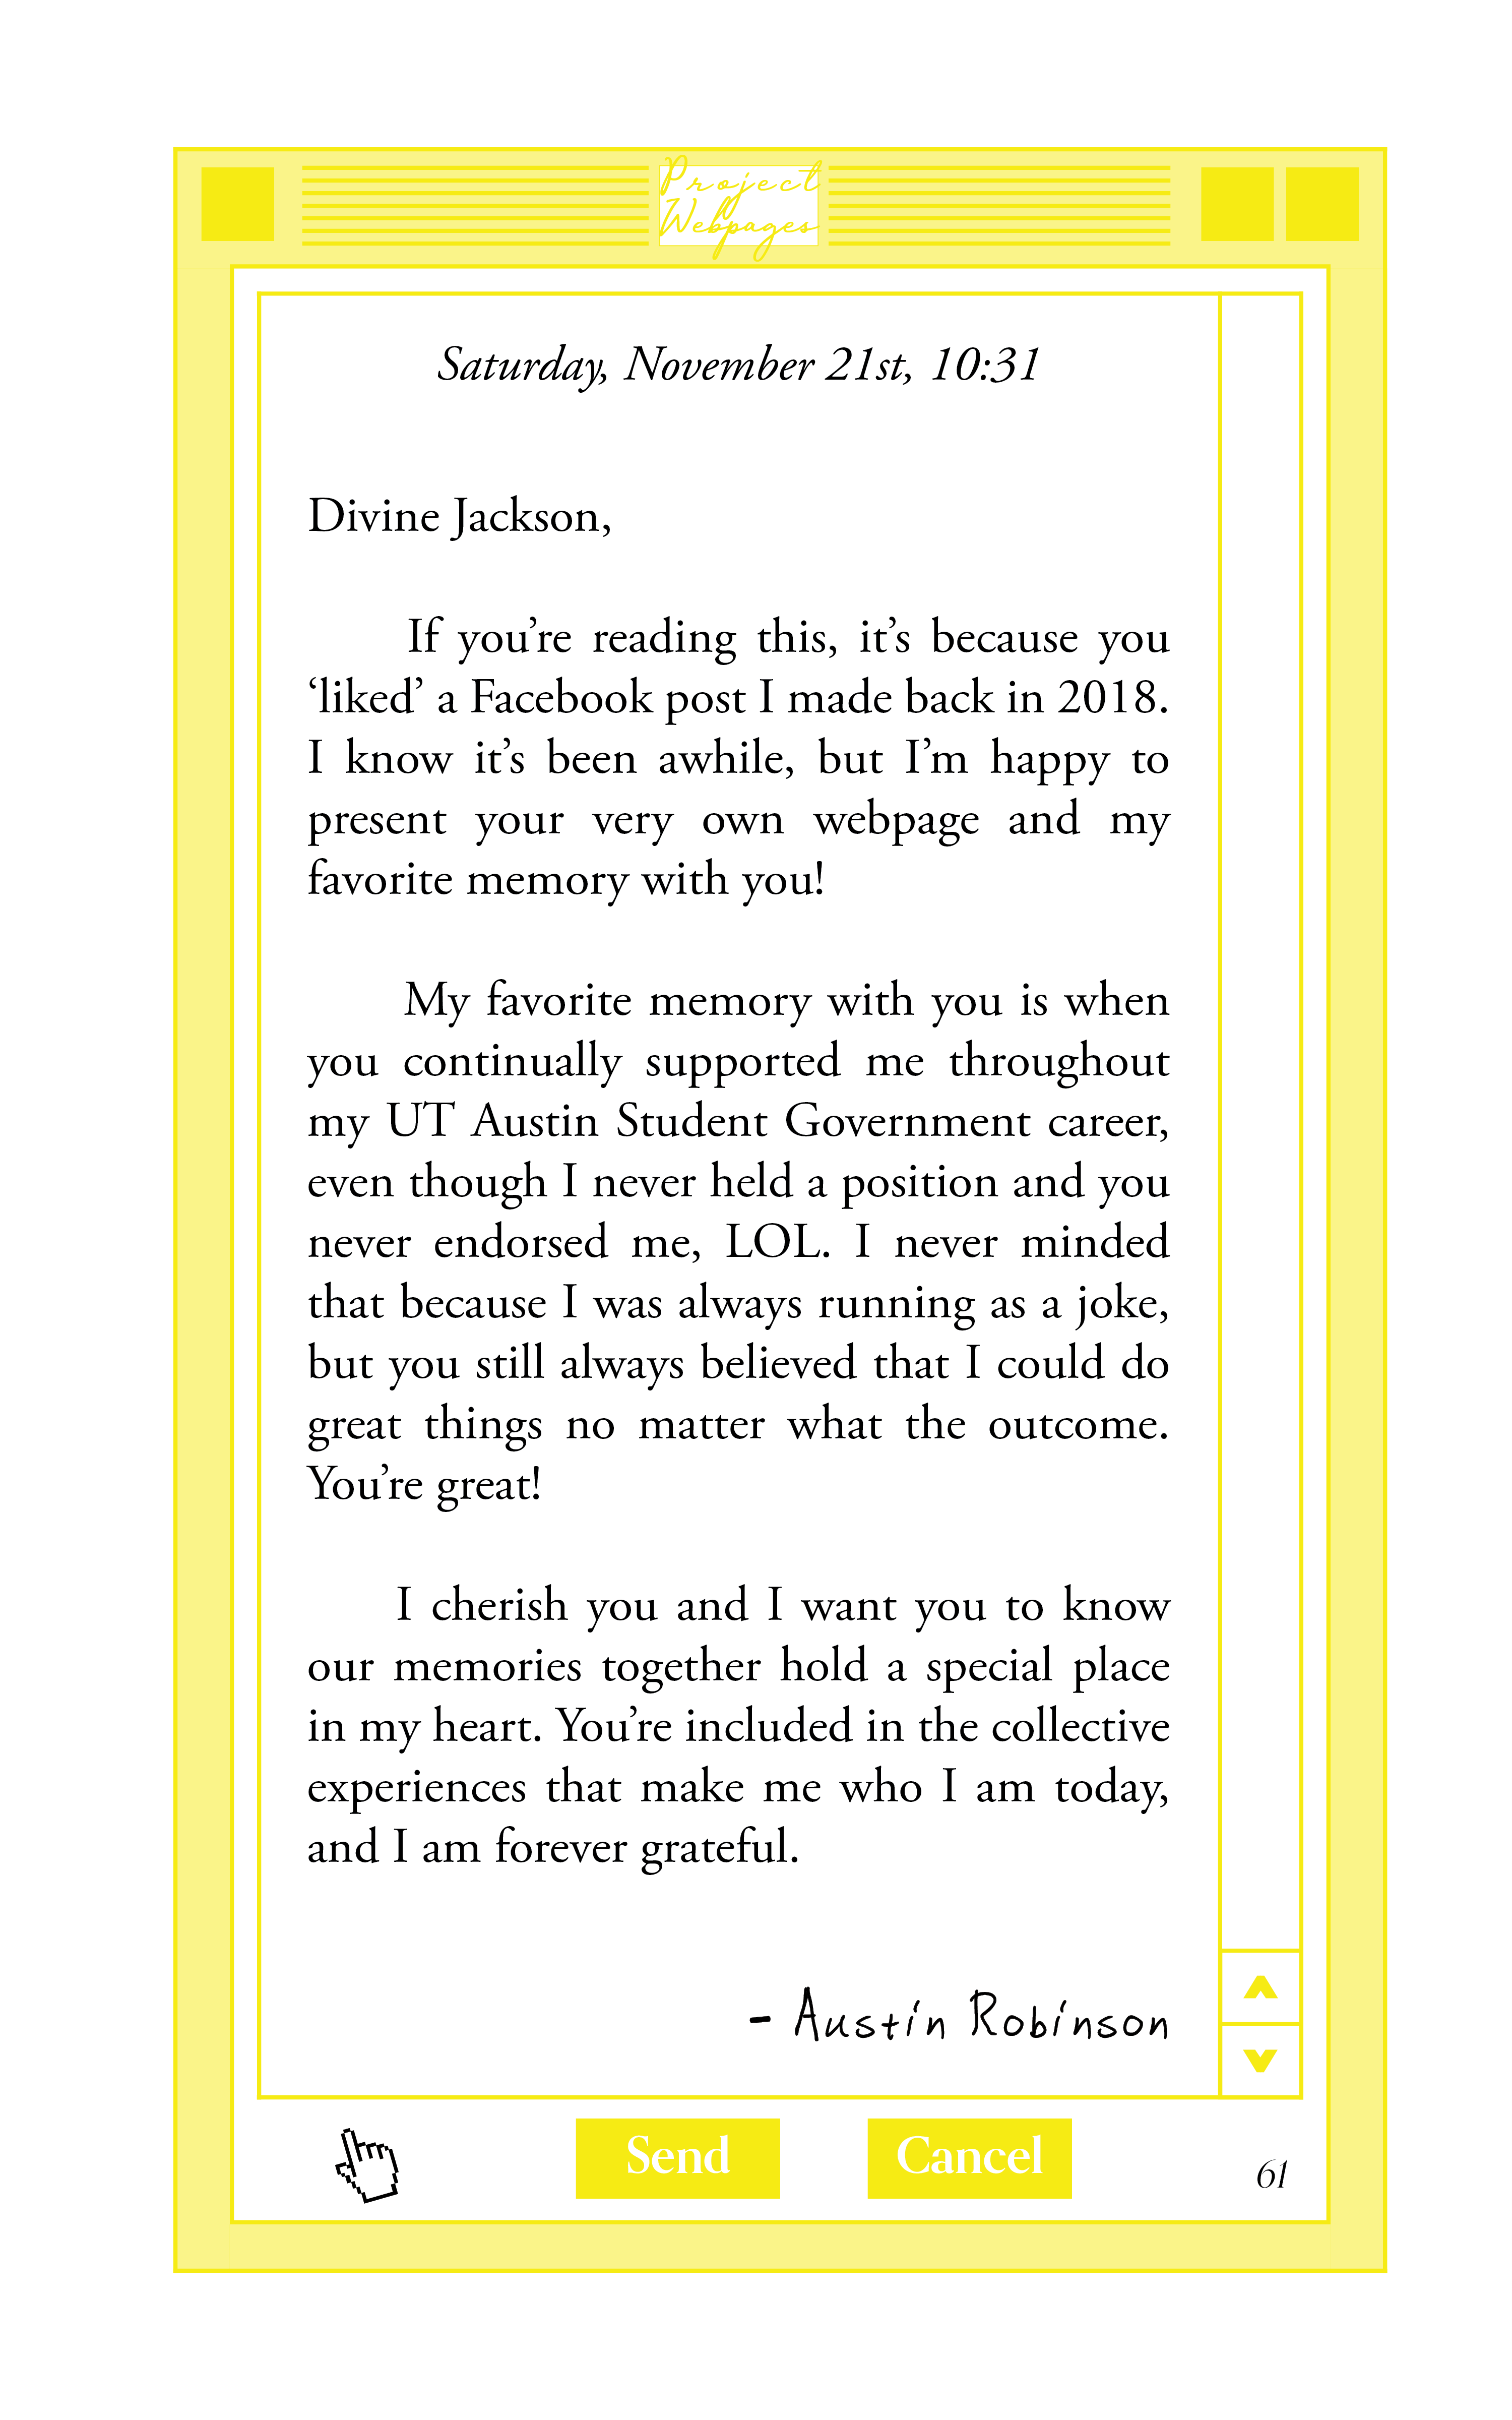 Project
Webpages
Saturday, November 21st, 10:31
Divine Jackson,
If you’re reading this, it’s because you
‘liked’ a Facebook post I made back in 2018.
I know it’s been awhile, but I’m happy to
present your very own webpage and my
favorite memory with you!
My favorite memory with you is when
you continually supported me throughout
my UT Austin Student Government career,
even though I never held a position and you
never endorsed me, LOL. I never minded
that because I was always running as a joke,
but you still always believed that I could do
great things no matter what the outcome.
You’re great!
I cherish you and I want you to know
our memories together hold a special place
in my heart. You’re included in the collective
experiences that make me who I am today,
and I am forever grateful.
- Austin Robinson
Send Cancel
61